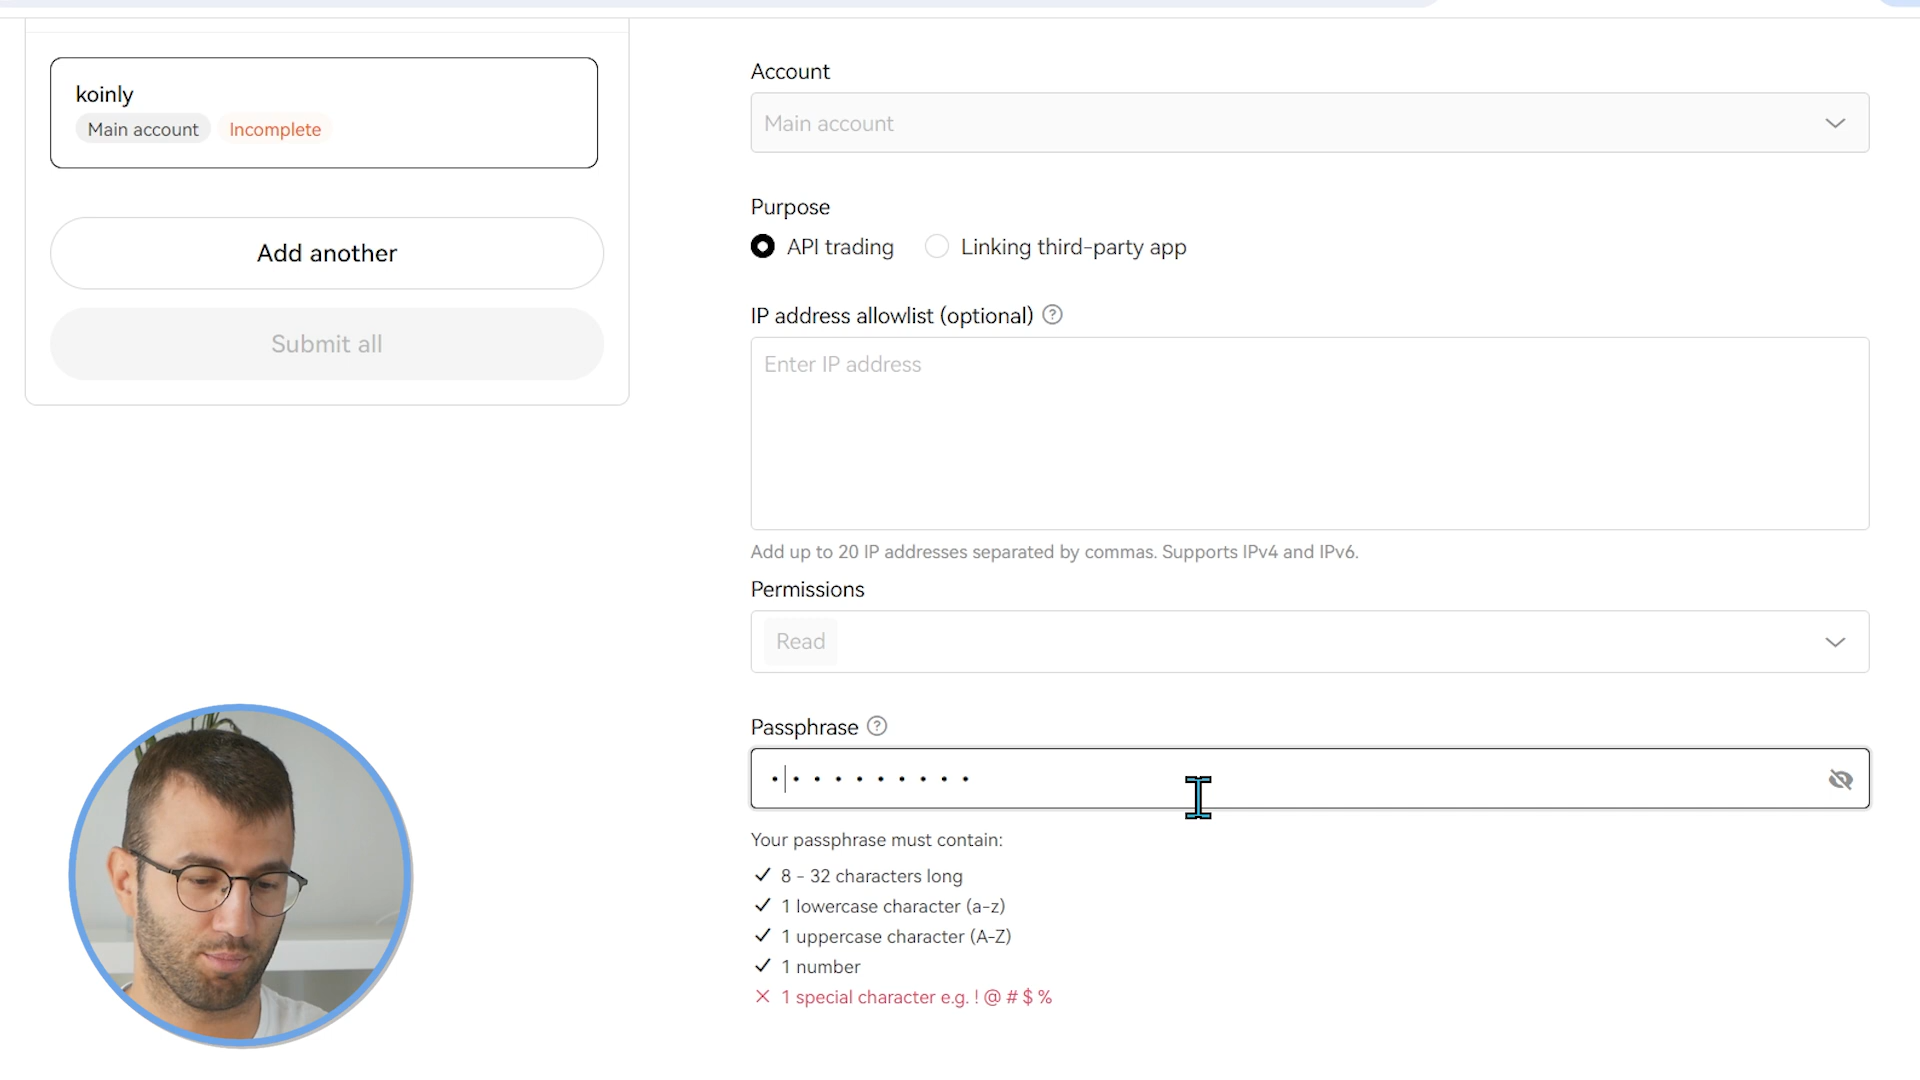 koinly
Main account Incomplete
Add another
Submit all
Account
Main account
Purpose
API trading Linking third-party app
IP address allowlist (optional) ?
Enter IP address
Add up to 20 IP addresses separated by commas. Supports IPv4 and IPv6.
Permissions
Read
Passphrase ?
Your passphrase must contain:
8 - 32 characters long
1 lowercase character (a-z)
1 uppercase character (A-Z)
1 number
1 special character e.g. ! @ # $ %